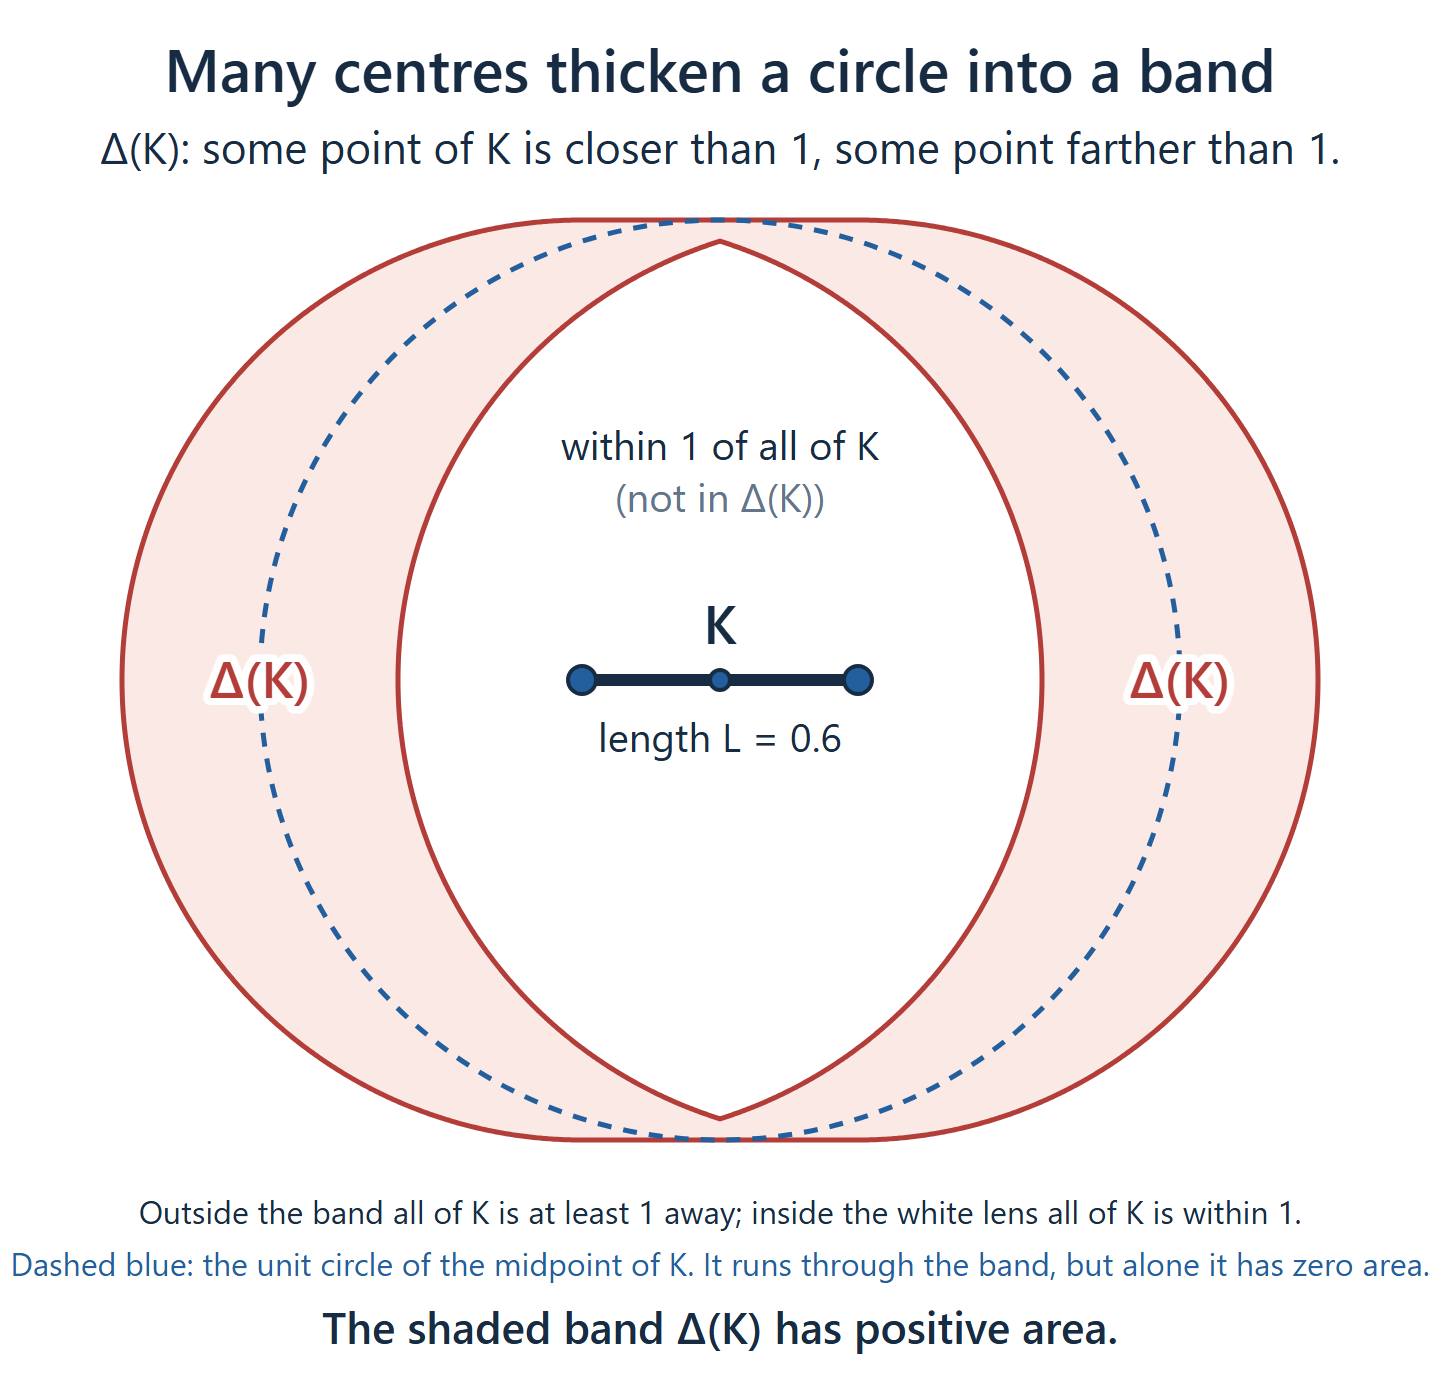 Many centres thicken a circle into a band
Δ(K): some point of K is closer than 1, some point farther than 1.
within 1 of all of K
(not in Δ(K))
K
Δ(K)
Δ(K)
length L = 0.6
Outside the band all of K is at least 1 away; inside the white lens all of K is within 1.
Dashed blue: the unit circle of the midpoint of K. It runs through the band, but alone it has zero area.
The shaded band Δ(K) has positive area.